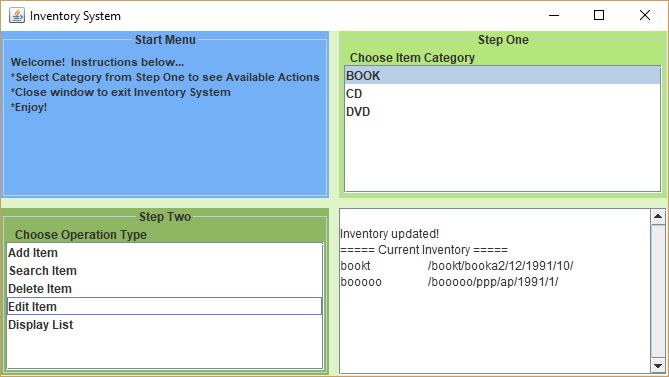 Inventory System
Start Menu
Welcome! Instructions below...
*Select Category from Step One to see Available Actions
*Close window to exit Inventory System
*Enjoy!
Step One
Choose Item Category
BOOK
CD
DVD
Step Two
Choose Operation Type
Add Item
Search Item
Delete Item
Edit Item
Display List
Inventory updated!
===== Current Inventory =====
bookt /bookt/booka2/12/1991/10/
booooo /booooo/ppp/ap/1991/1/